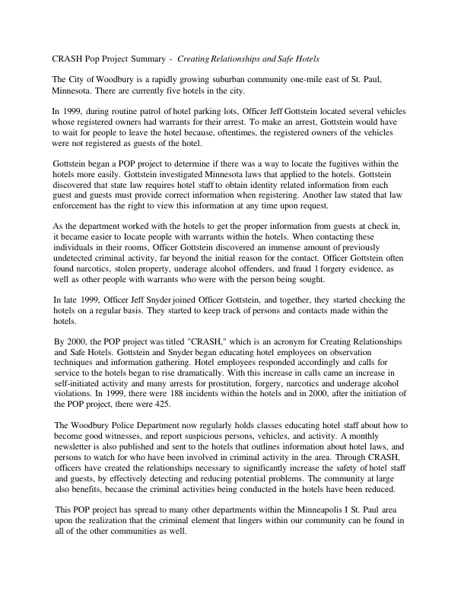 CRASH Pop Project Summary - Creating Relationships and Safe Hotels
The City of Woodbury is a rapidly growing suburban community one-mile east of St. Paul,
Minnesota. There are currently five hotels in the city.
In 1999, during routine patrol of hotel parking lots, Officer Jeff Gottstein located several vehicles
whose registered owners had warrants for their arrest. To make an arrest, Gottstein would have
to wait for people to leave the hotel because, oftentimes, the registered owners of the vehicles
were not registered as guests of the hotel.
Gottstein began a POP project to determine if there was a way to locate the fugitives within the
hotels more easily. Gottstein investigated Minnesota laws that applied to the hotels. Gottstein
discovered that state law requires hotel staff to obtain identity related information from each
guest and guests must provide correct information when registering. Another law stated that law
enforcement has the right to view this information at any time upon request.
As the department worked with the hotels to get the proper information from guests at check in,
it became easier to locate people with warrants within the hotels. When contacting these
individuals in their rooms, Officer Gottstein discovered an immense amount of previously
undetected criminal activity, far beyond the initial reason for the contact. Officer Gottstein often
found narcotics, stolen property, underage alcohol offenders, and fraud l forgery evidence, as
well as other people with warrants who were with the person being sought.
In late 1999, Officer Jeff Snyder joined Officer Gottstein, and together, they started checking the
hotels on a regular basis. They started to keep track of persons and contacts made within the
hotels.
By 2000, the POP project was titled "CRASH," which is an acronym for Creating Relationships
and Safe Hotels. Gottstein and Snyder began educating hotel employees on observation
techniques and information gathering. Hotel employees responded accordingly and calls for
service to the hotels began to rise dramatically. With this increase in calls came an increase in
self-initiated activity and many arrests for prostitution, forgery, narcotics and underage alcohol
violations. In 1999, there were 188 incidents within the hotels and in 2000, after the initiation of
the POP project, there were 425.
The Woodbury Police Department now regularly holds classes educating hotel staff about how to
become good witnesses, and report suspicious persons, vehicles, and activity. A monthly
newsletter is also published and sent to the hotels that outlines information about hotel laws, and
persons to watch for who have been involved in criminal activity in the area. Through CRASH,
officers have created the relationships necessary to significantly increase the safety of hotel staff
and guests, by effectively detecting and reducing potential problems. The community at large
also benefits, because the criminal activities being conducted in the hotels have been reduced.
This POP project has spread to many other departments within the Minneapolis I St. Paul area
upon the realization that the criminal element that lingers within our community can be found in
all of the other communities as well.